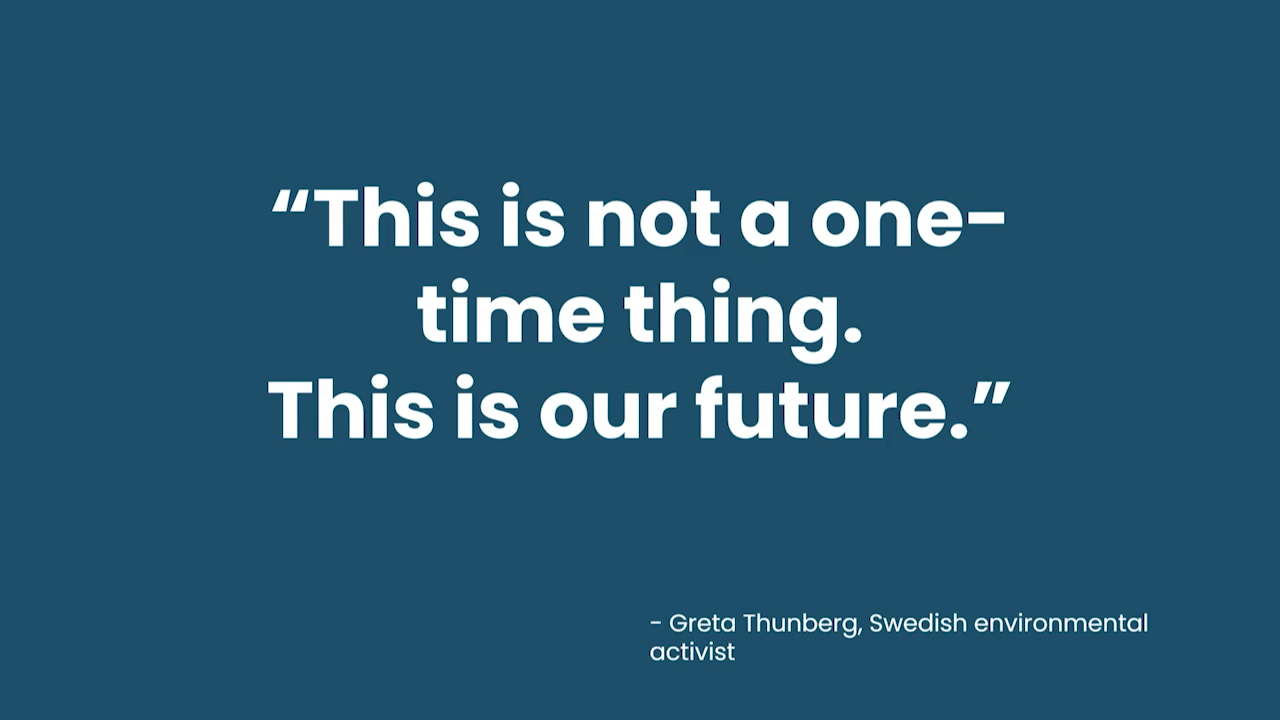 “This is not a one-
time thing.
This is our future.”
- Greta Thunberg, Swedish environmental
activist